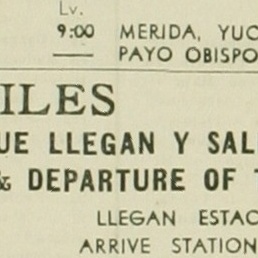 Lv.
9:00 MERIDA, YUC
PAYO OBISPO
ILES
UE LLEGAN Y SAL
& DEPARTURE OF
LLEGAN ESTAC
ARRIVE STATION